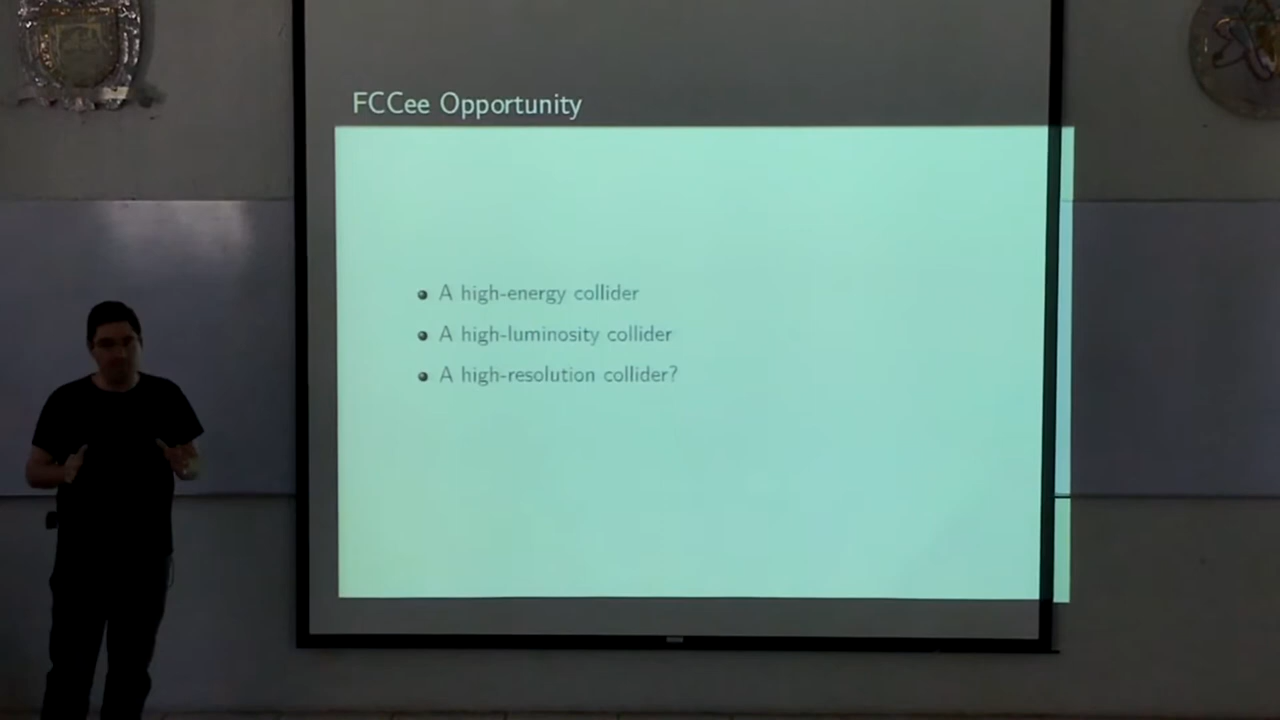 FCCee Opportunity
A high-energy collider
A high-luminosity collider
A high-resolution collider?